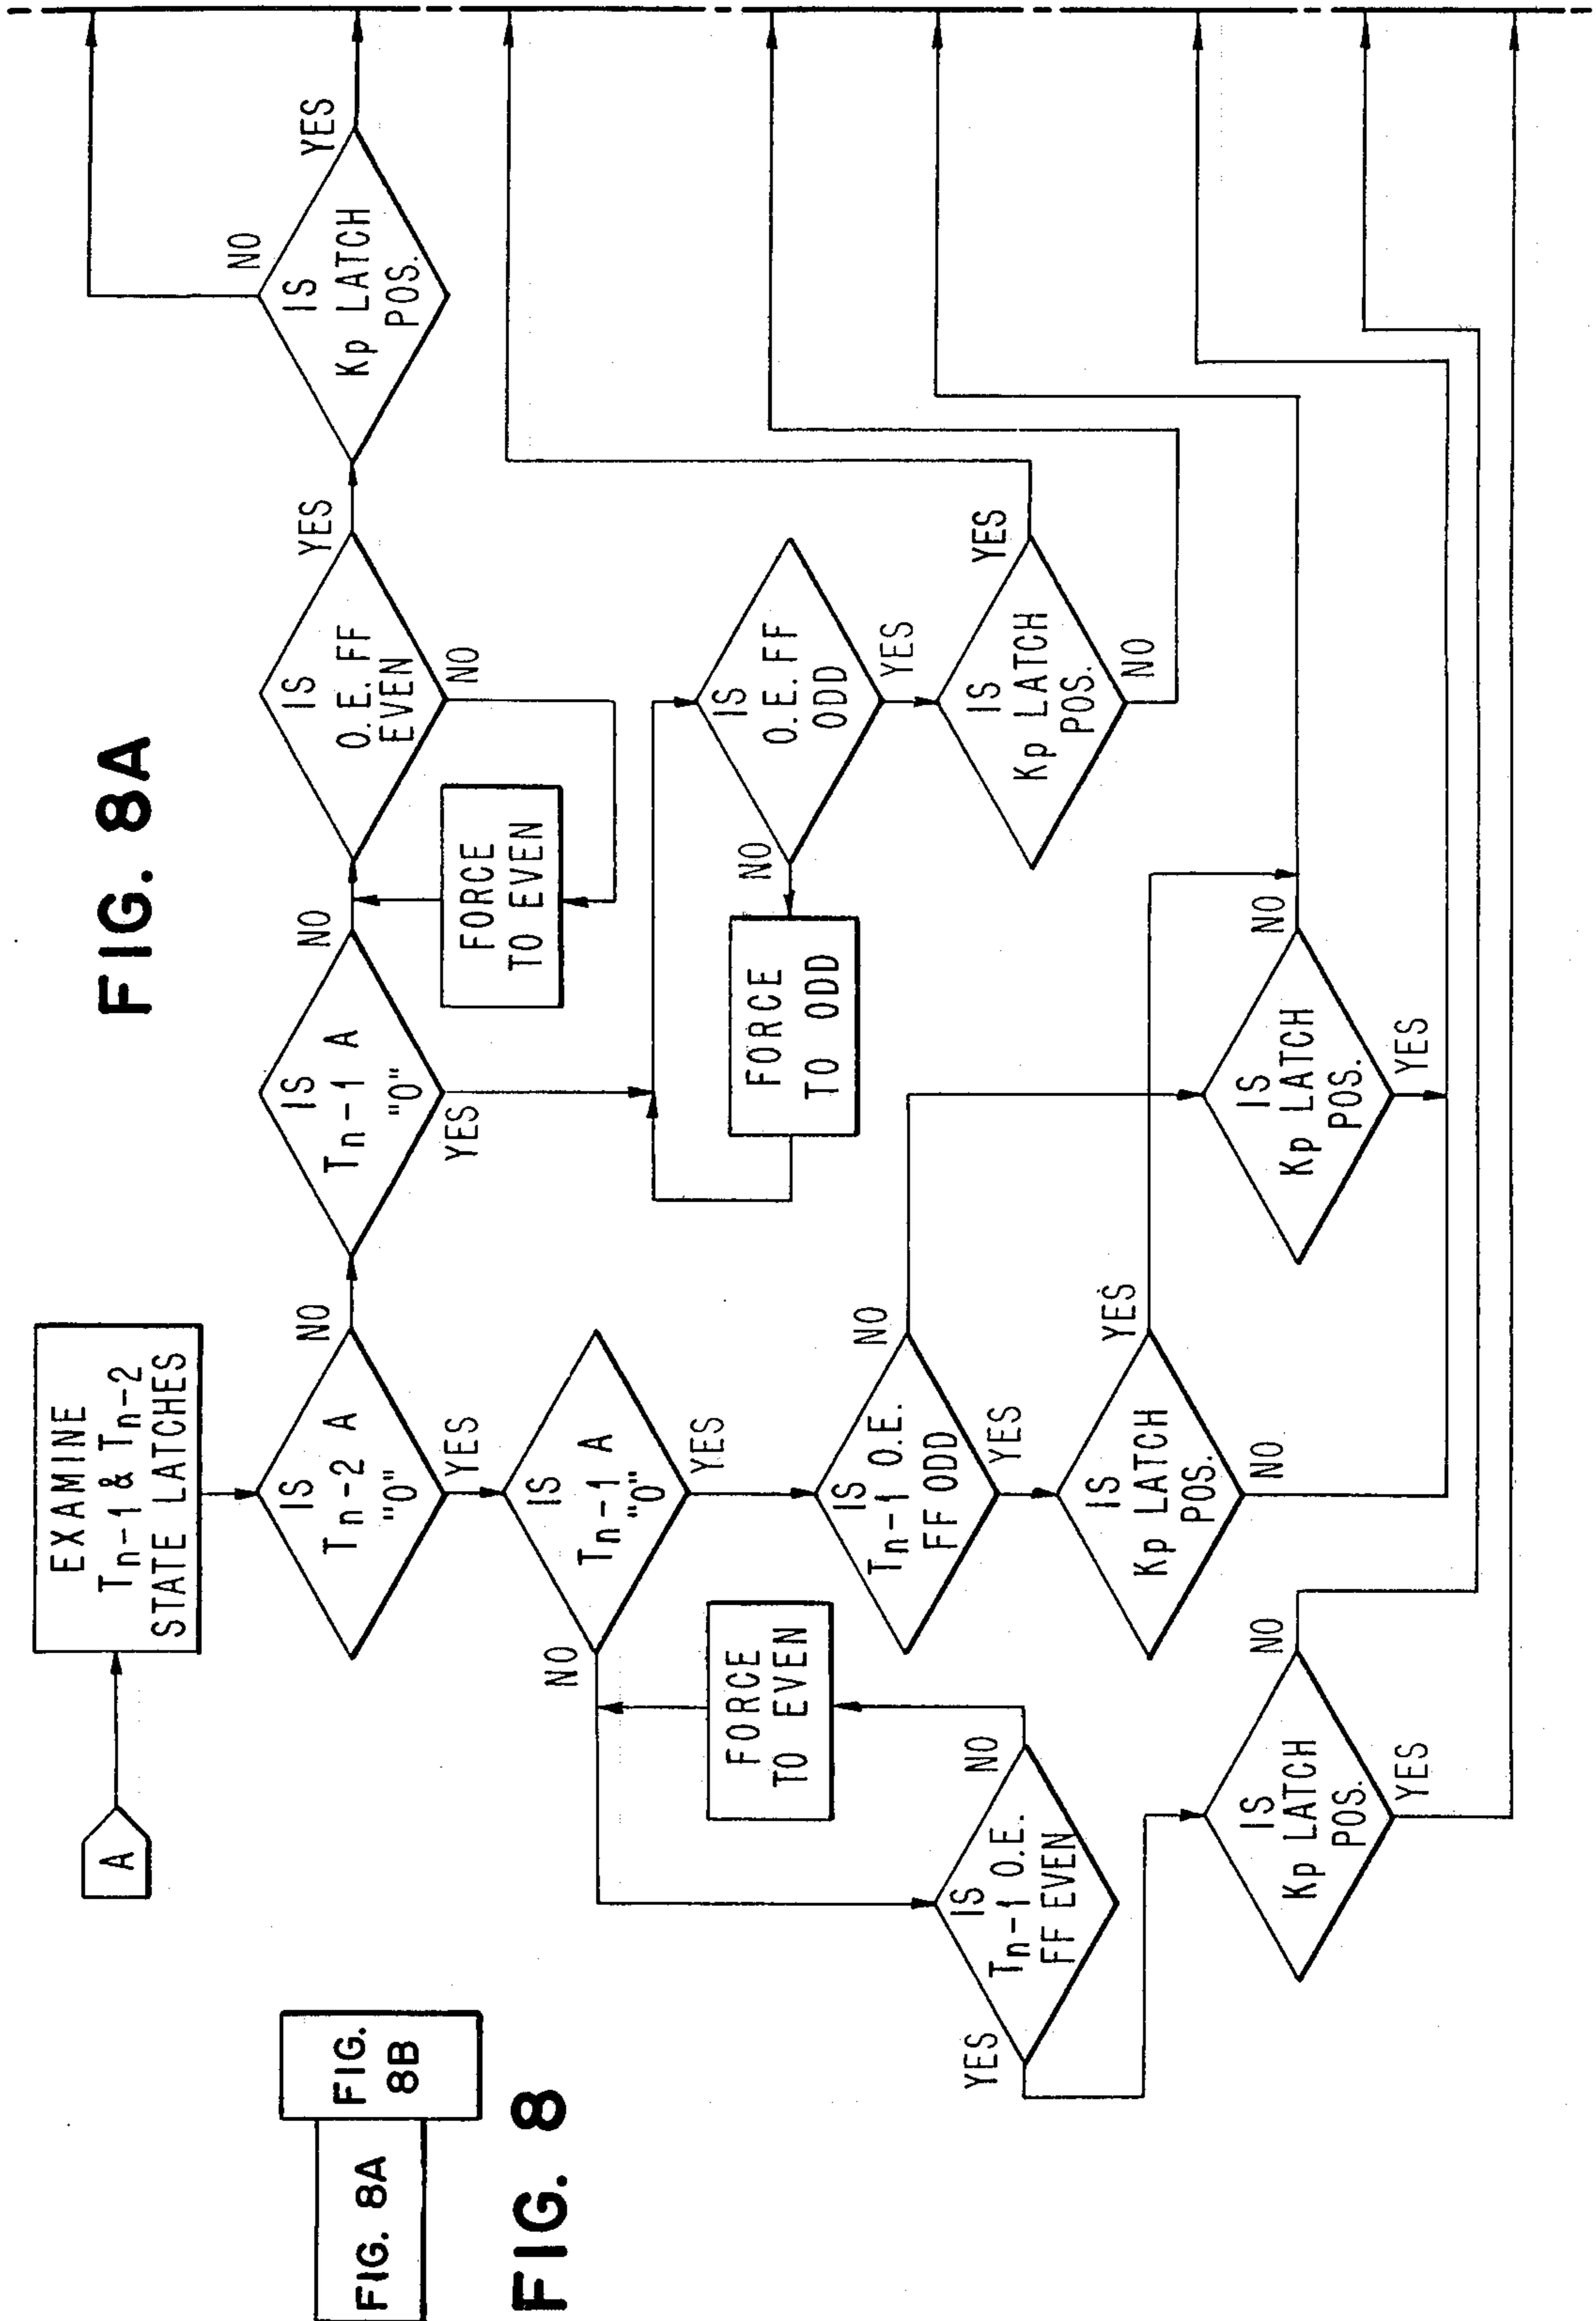 FIG. 8A
A
EXAMINE
Tn-1 & Tn-2
STATE LATCHES
IS
Tn-2 A
"0"
NO
YES
IS
Tn-1 A
"0"
NO
YES
IS
O.E. FF
EVEN
YES
NO
FORCE
TO EVEN
IS
Kp LATCH
POS.
NO
YES
IS
O.E. FF
ODD
NO
YES
FORCE
TO ODD
IS
Kp LATCH
POS.
YES
NO
IS
Tn-1 A
"0"
NO
YES
FORCE
TO EVEN
IS
Tn-1 O.E.
FF EVEN
NO
YES
IS
Tn-1 O.E.
FF ODD
NO
YES
IS
Kp LATCH
POS.
YES
NO
IS
Kp LATCH
POS.
NO
YES
IS
Kp LATCH
POS.
NO
YES
FIG. 8A
FIG.
8B
FIG. 8